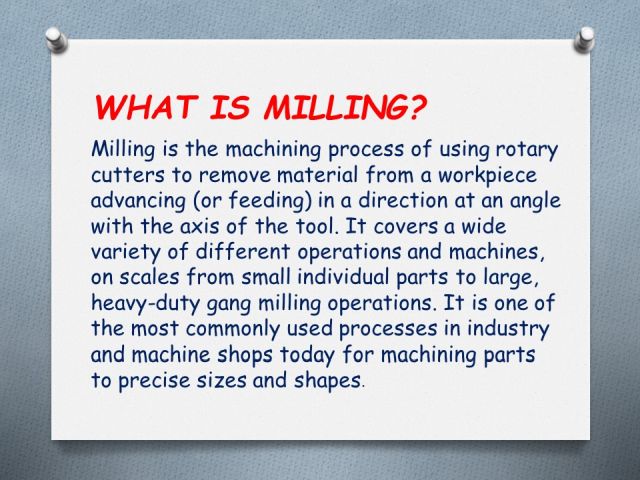 WHAT IS MILLING?
Milling is the machining process of using rotary
cutters to remove material from a workpiece
advancing (or feeding) in a direction at an angle
with the axis of the tool. It covers a wide
variety of different operations and machines,
on scales from small individual parts to large,
heavy-duty gang milling operations. It is one of
the most commonly used processes in industry
and machine shops today for machining parts
to precise sizes and shapes.